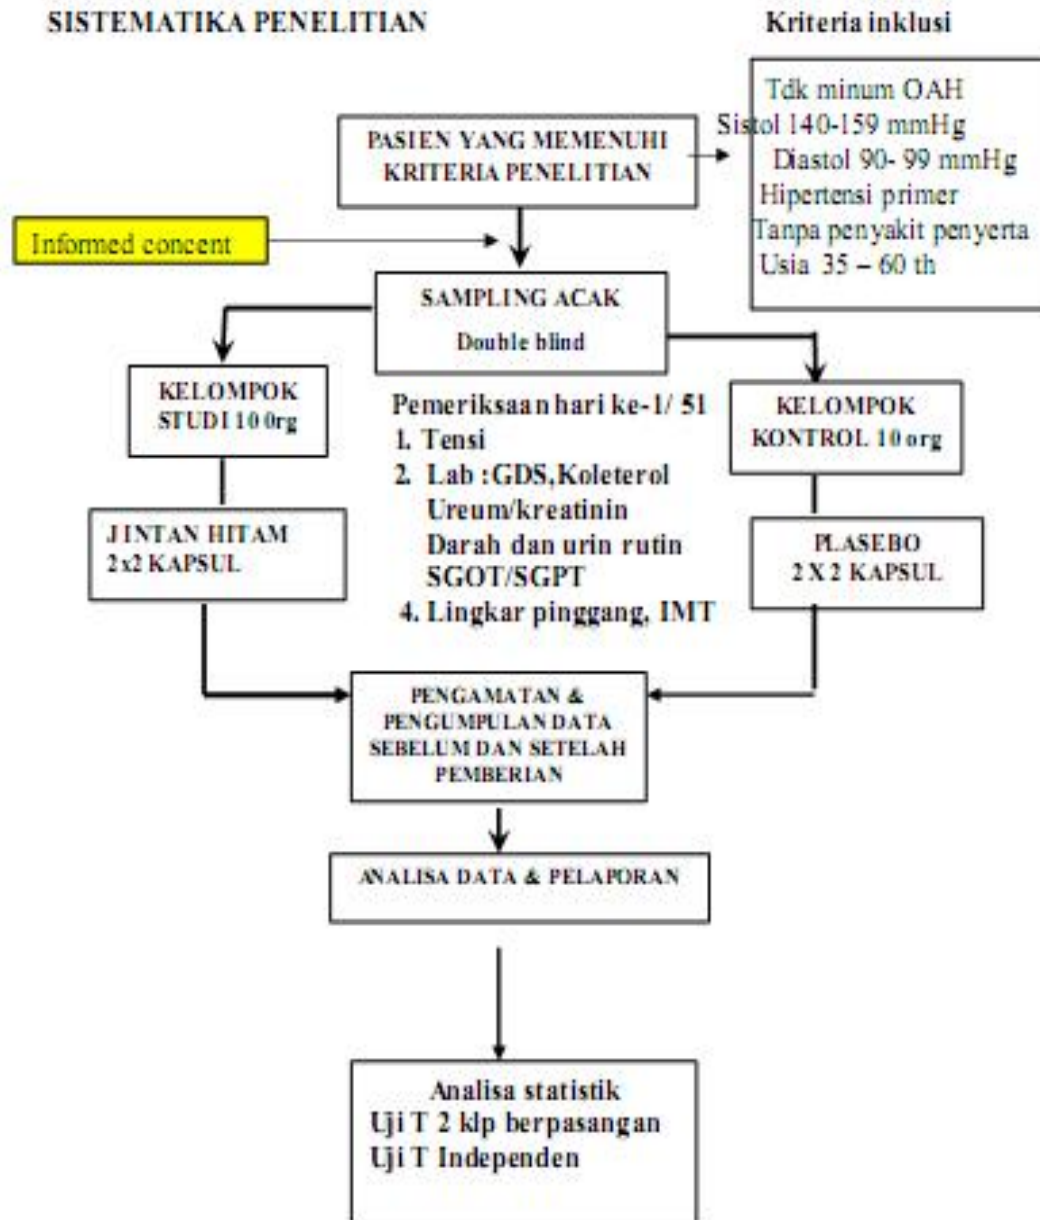 SISTEMATIKA PENELITIAN
Kriteria inklusi
Tdk minum OAH
Sistol 140-159 mmHg
Diastol 90- 99 mmHg
Hipertensi primer
Tanpa penyakit penyerta
Usia 35 – 60 th
PASIEN YANG MEMENUHI
KRITERIA PENELITIAN
Informed concent
SAMPLING ACAK
Double blind
KELOMPOK
STUDI 10 0rg
Pemeriksaan hari ke-1/ 51
1. Tensi
2. Lab :GDS,Koleterol
Ureum/kreatinin
Darah dan urin rutin
SGOT/SGPT
4. Lingkar pinggang, IMT
KELOMPOK
KONTROL 10 org
JINTAN HITAM
2x2 KAPSUL
PLASEBO
2 X 2 KAPSUL
PENGAMATAN &
PENGUMPULAN DATA
SEBELUM DAN SETELAH
PEMBERIAN
ANALISA DATA & PELAPORAN
Analisa statistik
Uji T 2 klp berpasangan
Uji T Independen